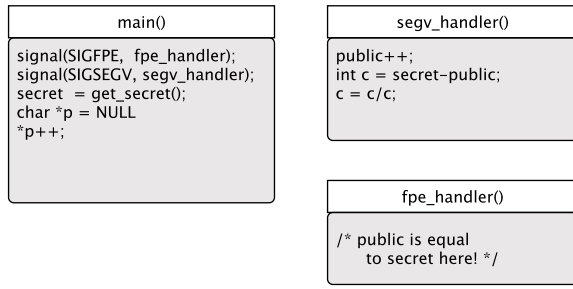 main()
signal(SIGFPE, fpe_handler);
signal(SIGSEGV, segv_handler);
secret = get_secret();
char *p = NULL
*p++;
segv_handler()
public++;
int c = secret-public;
c = c/c;
fpe_handler()
/* public is equal
to secret here! */